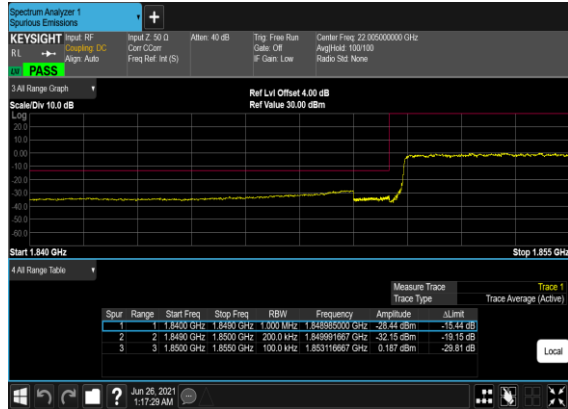 Spectrum Analyzer 1
Spurious Emissions
KEYSIGHT Input: RF Input Z: 50 Ω Atten: 40 dB Trig: Free Run Center Freq: 22.005000000 GHz
RL Coupling: DC Corr CCorr Gate: Off Avg|Hold: 100/100
Align: Auto Freq Ref: Int (S) IF Gain: Low Radio Std: None
PASS
3 All Range Graph
Ref Lvl Offset 4.00 dB
Scale/Div 10.0 dB Ref Value 30.00 dBm
Log
20.0
10.0
0.00
-10.0
-20.0
-30.0
-40.0
-50.0
-60.0
Start 1.840 GHz Stop 1.855 GHz
4 All Range Table
Measure Trace Trace 1
Trace Type Trace Average (Active)
Spur Range Start Freq Stop Freq RBW Frequency Amplitude ΔLimit
1 1 1.8400 GHz 1.8490 GHz 1.000 MHz 1.848985000 GHz -28.44 dBm -15.44 dB
2 2 1.8490 GHz 1.8500 GHz 200.0 kHz 1.849991667 GHz -32.15 dBm -19.15 dB
3 3 1.8500 GHz 1.8550 GHz 100.0 kHz 1.853116667 GHz 0.187 dBm -29.81 dB
Local
Jun 26, 2021
1:17:29 AM